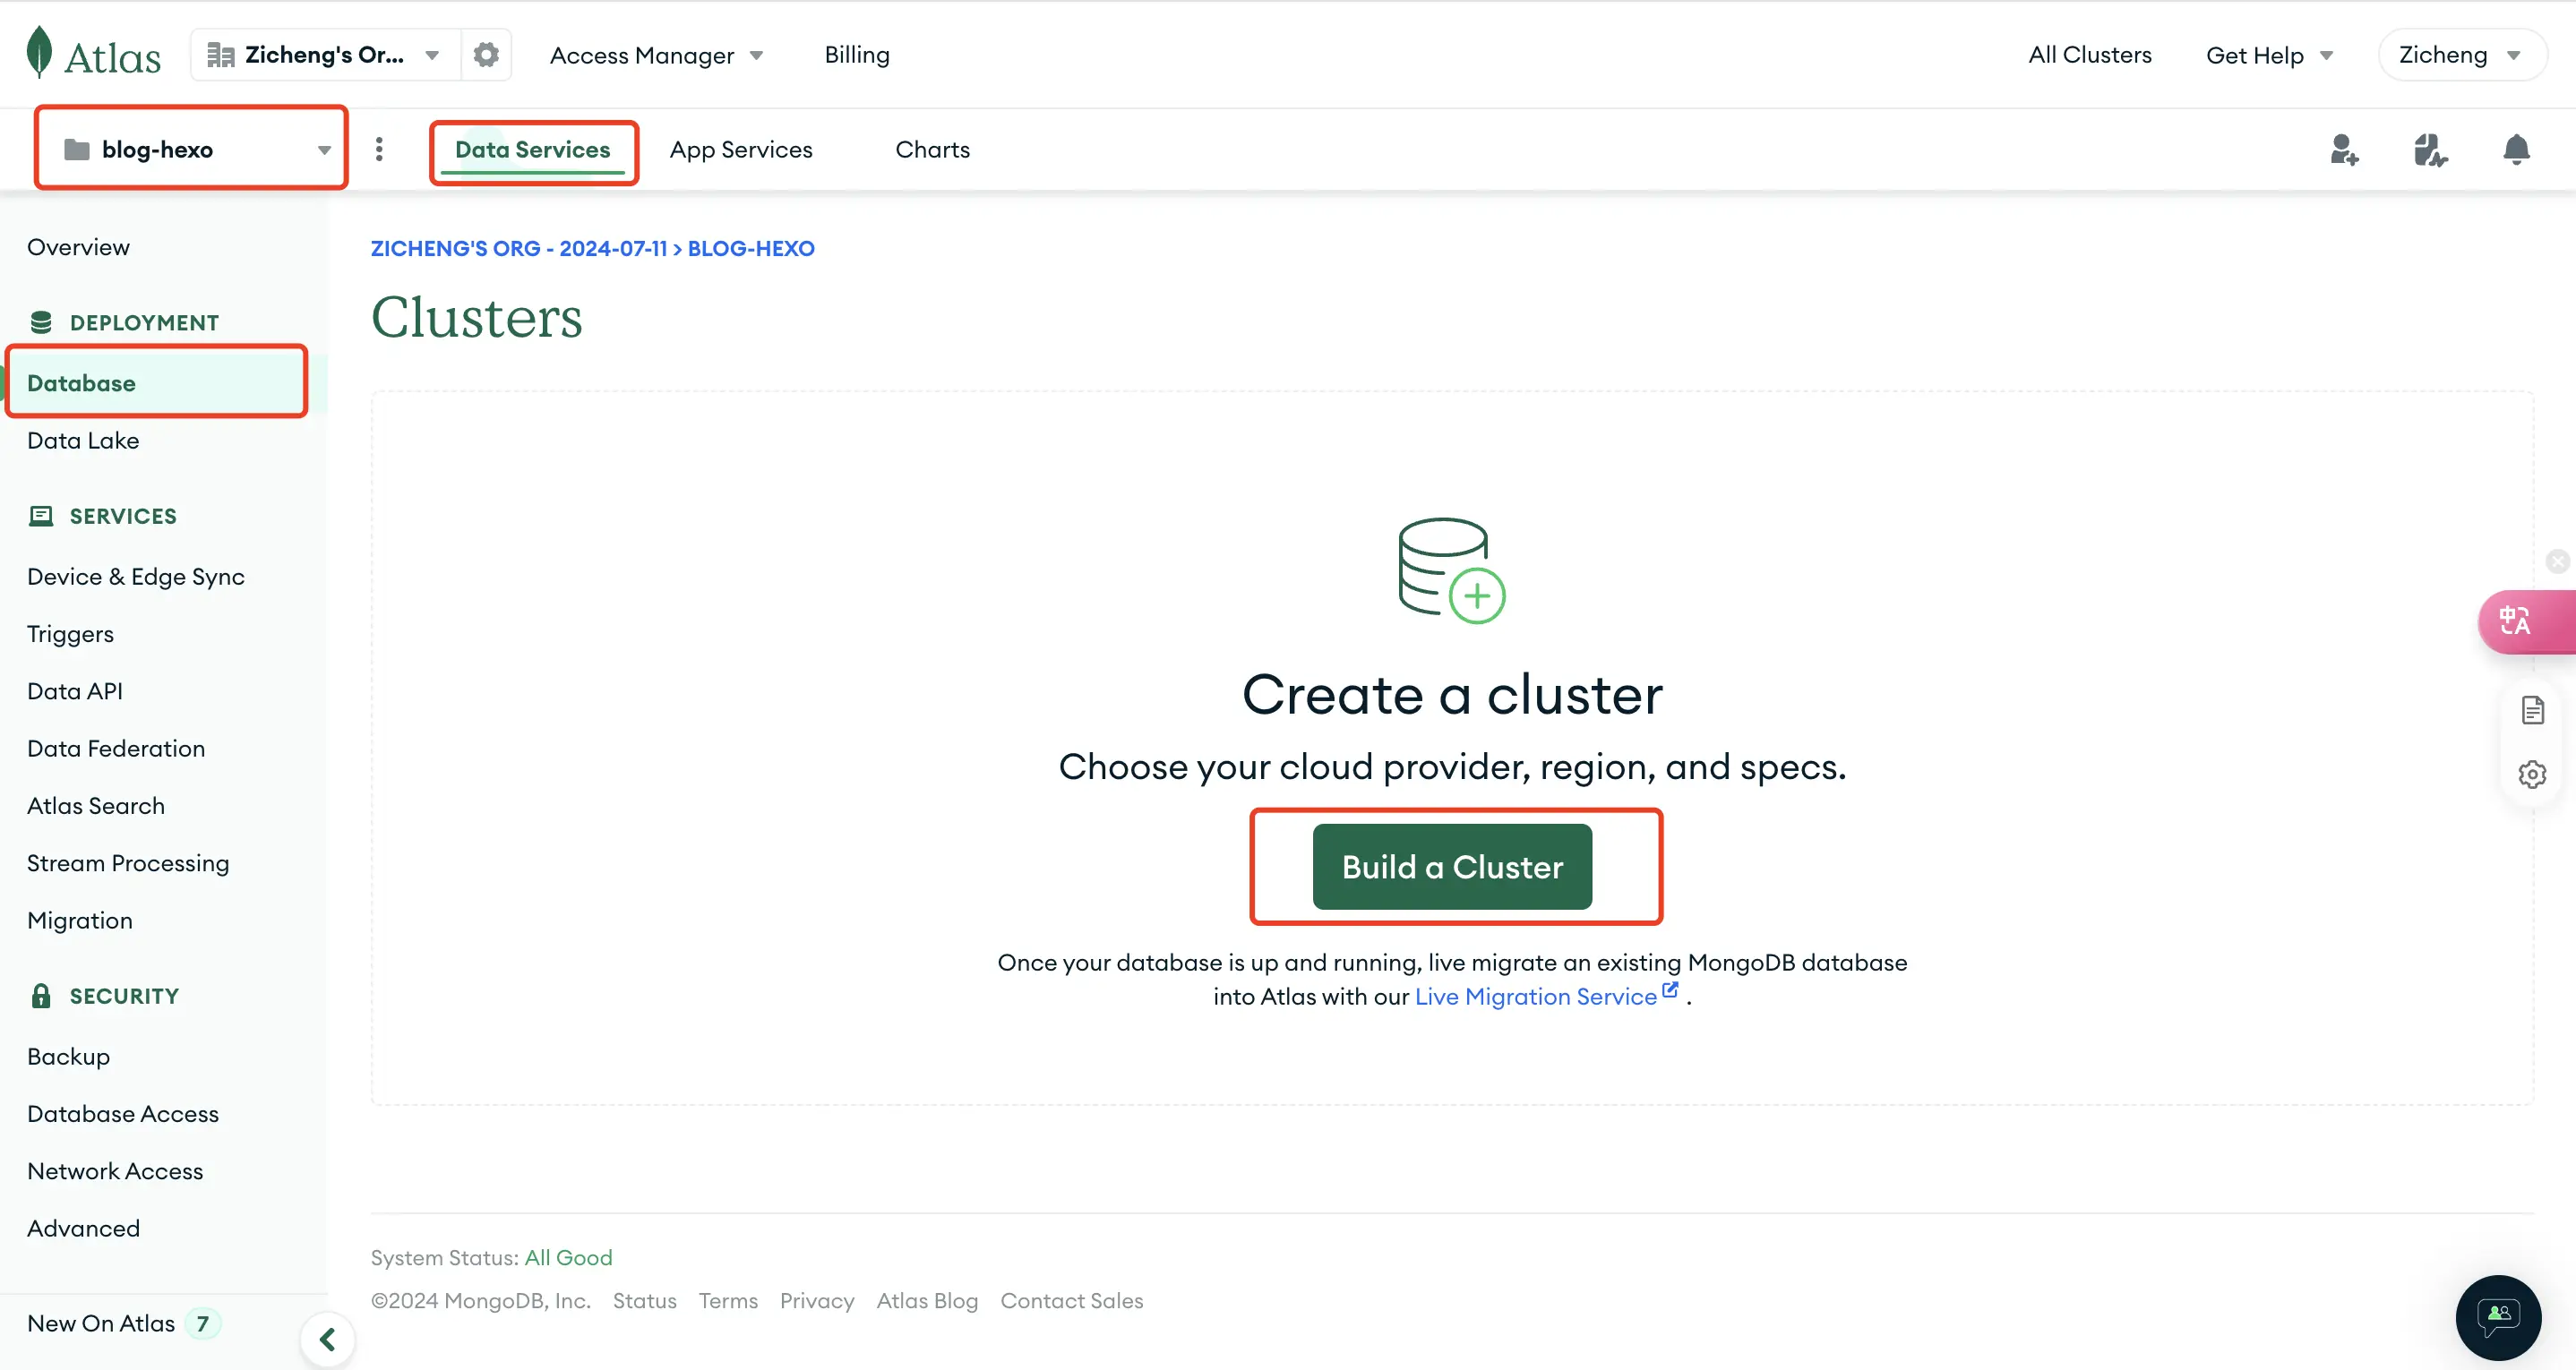 Atlas
Zicheng's Or...
Access Manager
Billing
All Clusters
Get Help
Zicheng
blog-hexo
Data Services
App Services
Charts
Overview
DEPLOYMENT
Database
Data Lake
SERVICES
Device & Edge Sync
Triggers
Data API
Data Federation
Atlas Search
Stream Processing
Migration
SECURITY
Backup
Database Access
Network Access
Advanced
New On Atlas 7
ZICHENG'S ORG - 2024-07-11 > BLOG-HEXO
Clusters
Create a cluster
Choose your cloud provider, region, and specs.
Build a Cluster
Once your database is up and running, live migrate an existing MongoDB database
into Atlas with our Live Migration Service .
System Status: All Good
©2024 MongoDB, Inc. Status Terms Privacy Atlas Blog Contact Sales
中A